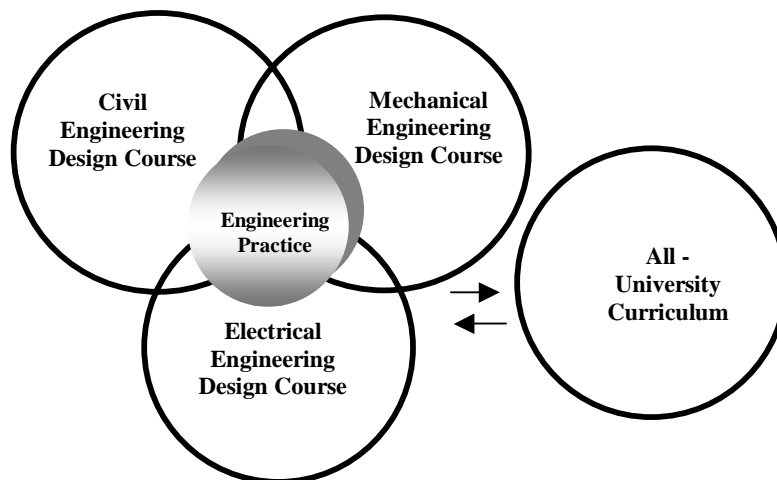 Civil
Engineering
Design Course
Mechanical
Engineering
Design Course
Engineering
Practice
Electrical
Engineering
Design Course
All -
University
Curriculum